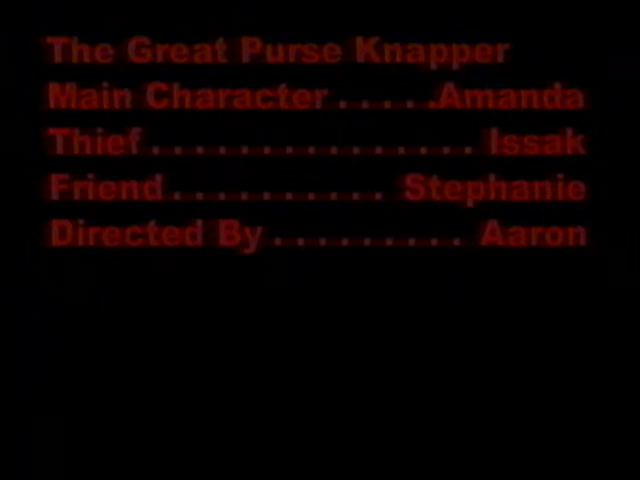 The Great Purse Knapper
Main Character . . . . .Amanda
Thief . . . . . . . . . . . . . . . Issak
Friend . . . . . . . . . . Stephanie
Directed By . . . . . . . . . Aaron